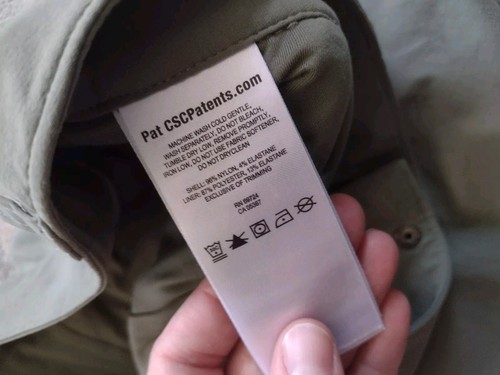 Pat CSCPatents.com
MACHINE WASH COLD GENTLE,
WASH SEPARATELY, DO NOT BLEACH,
TUMBLE DRY LOW, REMOVE PROMPTLY,
IRON LOW, DO NOT USE FABRIC SOFTENER,
DO NOT DRYCLEAN
SHELL: 96% NYLON, 4% ELASTANE
LINER: 87% POLYESTER, 13% ELASTANE
EXCLUSIVE OF TRIMMING
RN 69724
CA 05367